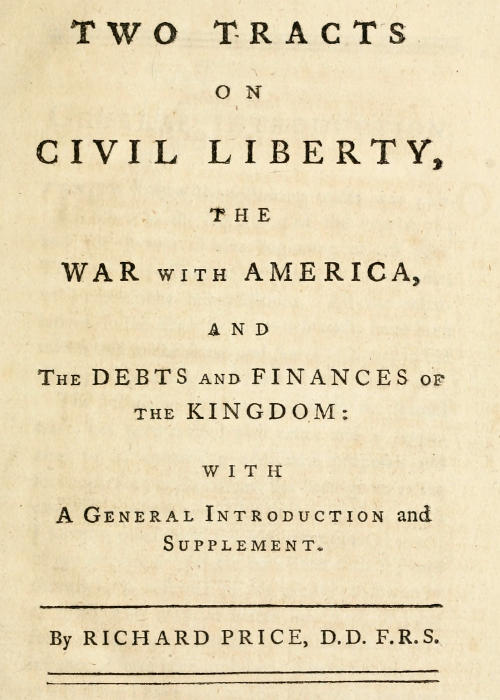 TWO TRACTS
ON
CIVIL LIBERTY,
THE
WAR WITH AMERICA,
AND
THE DEBTS AND FINANCES OF
THE KINGDOM:
WITH
A GENERAL INTRODUCTION and
SUPPLEMENT.
By RICHARD PRICE, D.D. F.R.S.